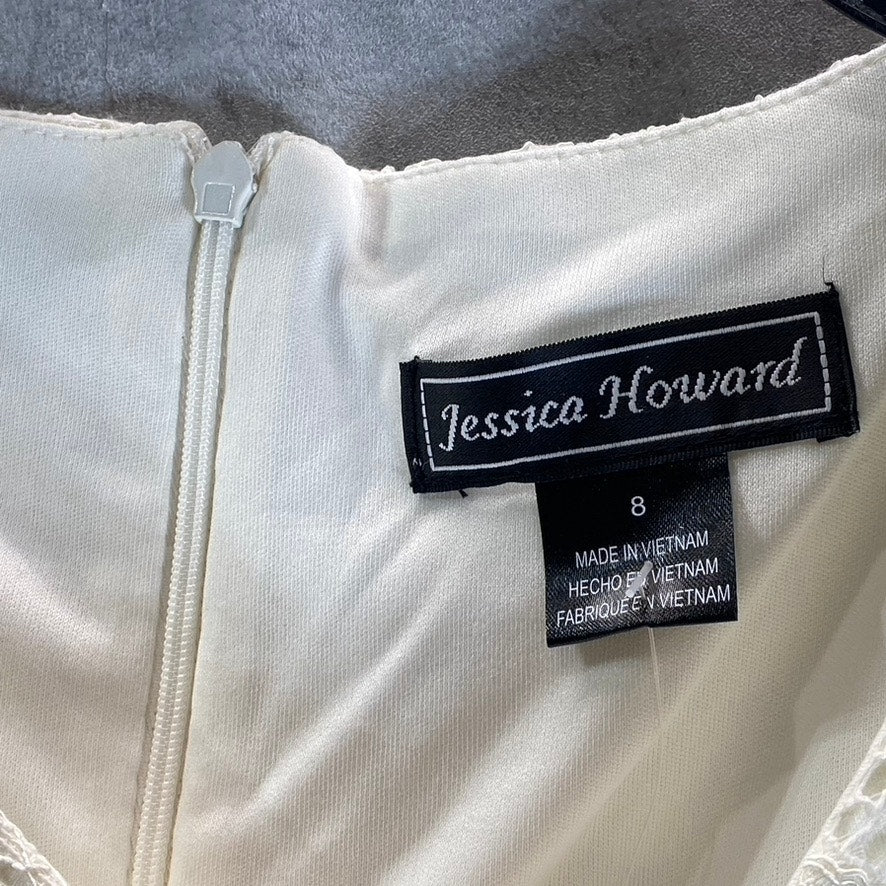 Jessica Howard
8
MADE IN VIETNAM
HECHO EN VIETNAM
FABRIQUÉ EN VIETNAM